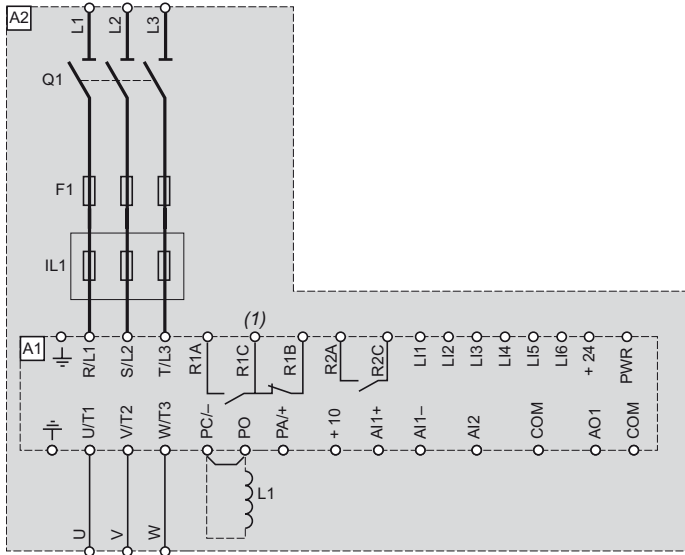 A2
L1 L2 L3
Q1
F1
IL1
(1)
A1
R/L1 S/L2 T/L3 R1A R1C R1B R2A R2C LI1 LI2 LI3 LI4 LI5 LI6 + 24 PWR
U/T1 V/T2 W/T3 PC/– PO PA/+ + 10 AI1+ AI1– AI2 COM AO1 COM
L1
U V W